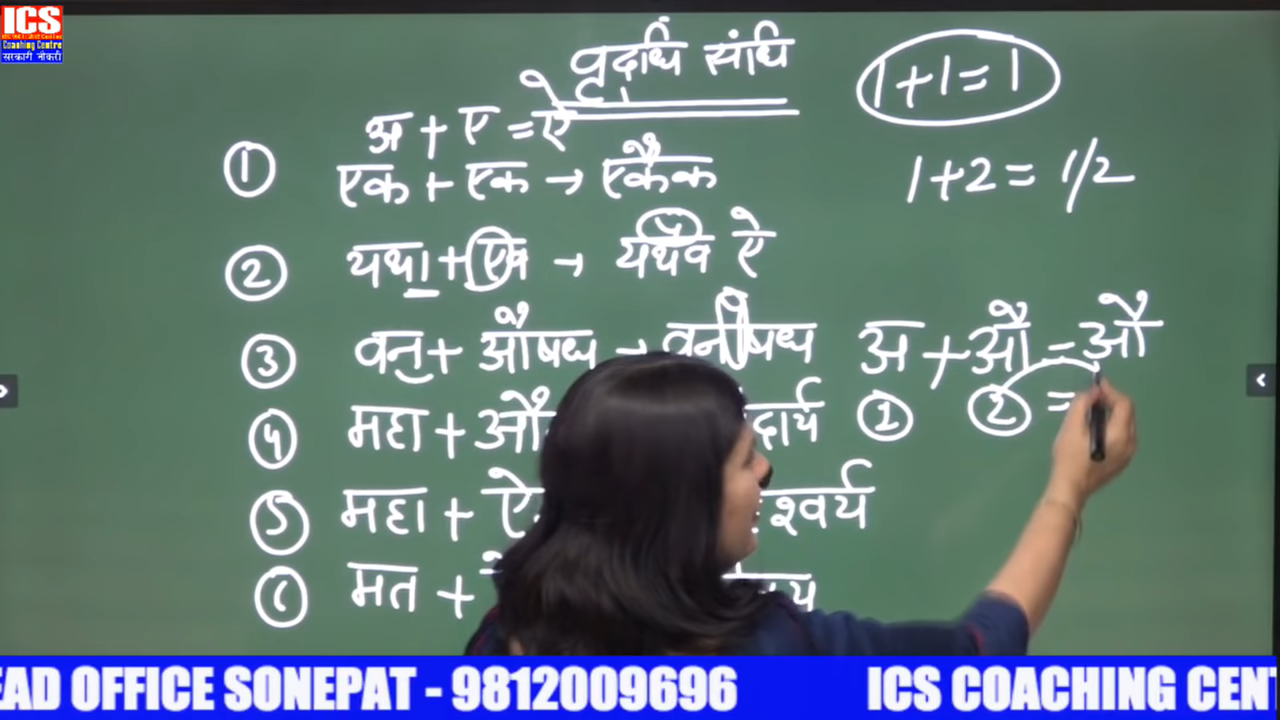 ICS
Coaching Centre
सरकारी नौकरी
वृद्धि संधि
1+1=1
अ + ए = ऐ
1+2= 1/2
① एक + एक → एकैक
② यथा + एव → यथैव ऐ
③ वन + औषध → वनौषध अ + औ = औ
④ महा + दार्य ① ② =
⑤ महा + श्वर्य
⑥ मत +
EAD OFFICE SONEPAT - 9812009696 ICS COACHING CENT